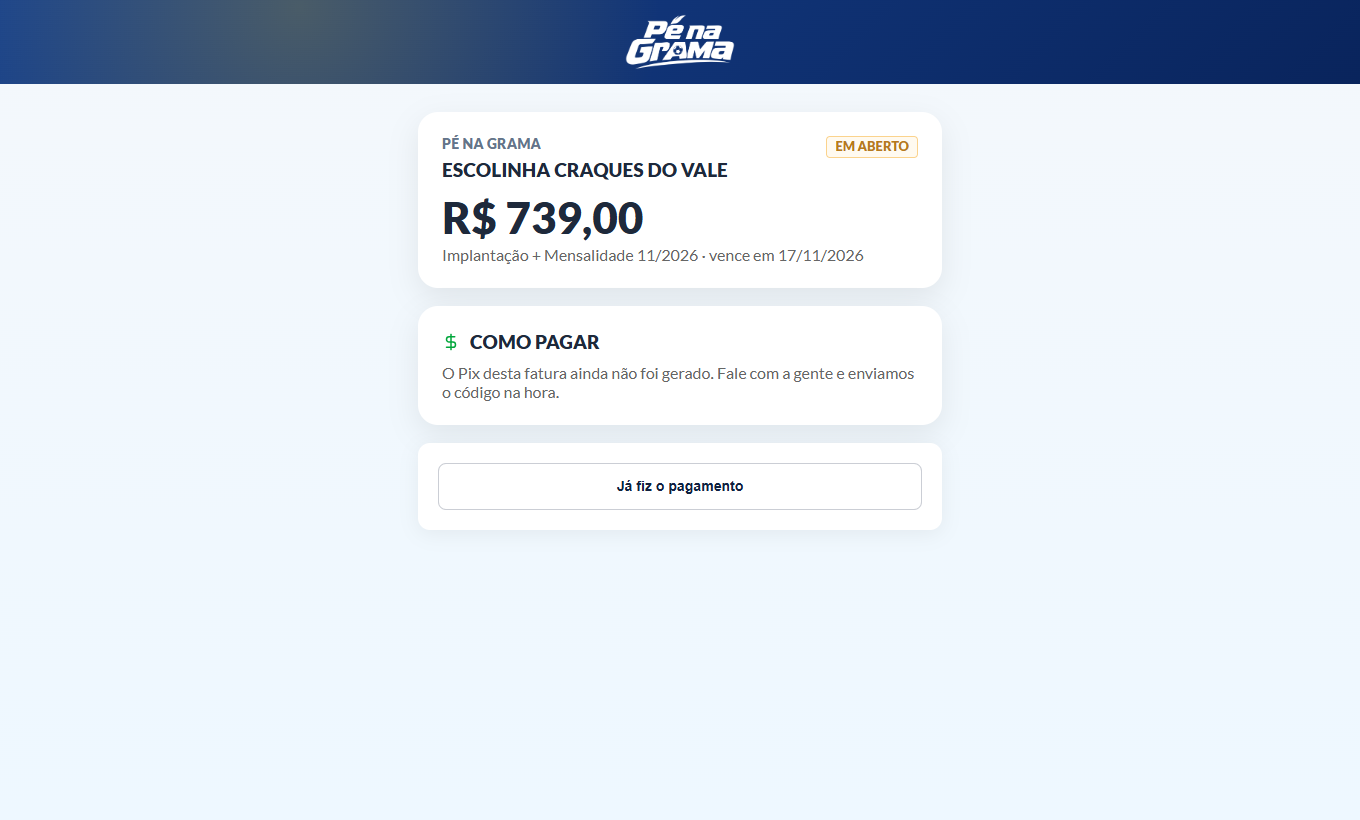 Pé na
Grama
PÉ NA GRAMA
EM ABERTO
ESCOLINHA CRAQUES DO VALE
R$ 739,00
Implantação + Mensalidade 11/2026 · vence em 17/11/2026
$ COMO PAGAR
O Pix desta fatura ainda não foi gerado. Fale com a gente e enviamos
o código na hora.
Já fiz o pagamento